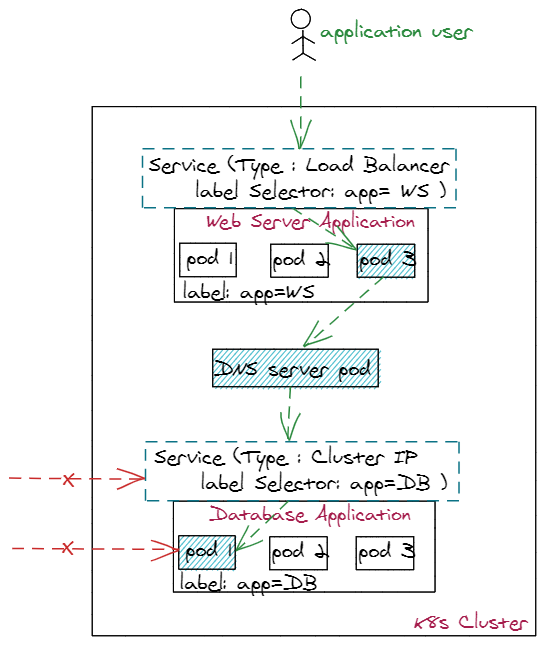 application user
Service (Type : Load Balancer
label Selector: app= WS )
Web Server Application
pod 1
pod 2
pod 3
label: app=WS
DNS server pod
Service (Type : Cluster IP
label Selector: app=DB )
Database Application
x
pod 1
pod 2
pod 3
x
label: app=DB
K8s Cluster